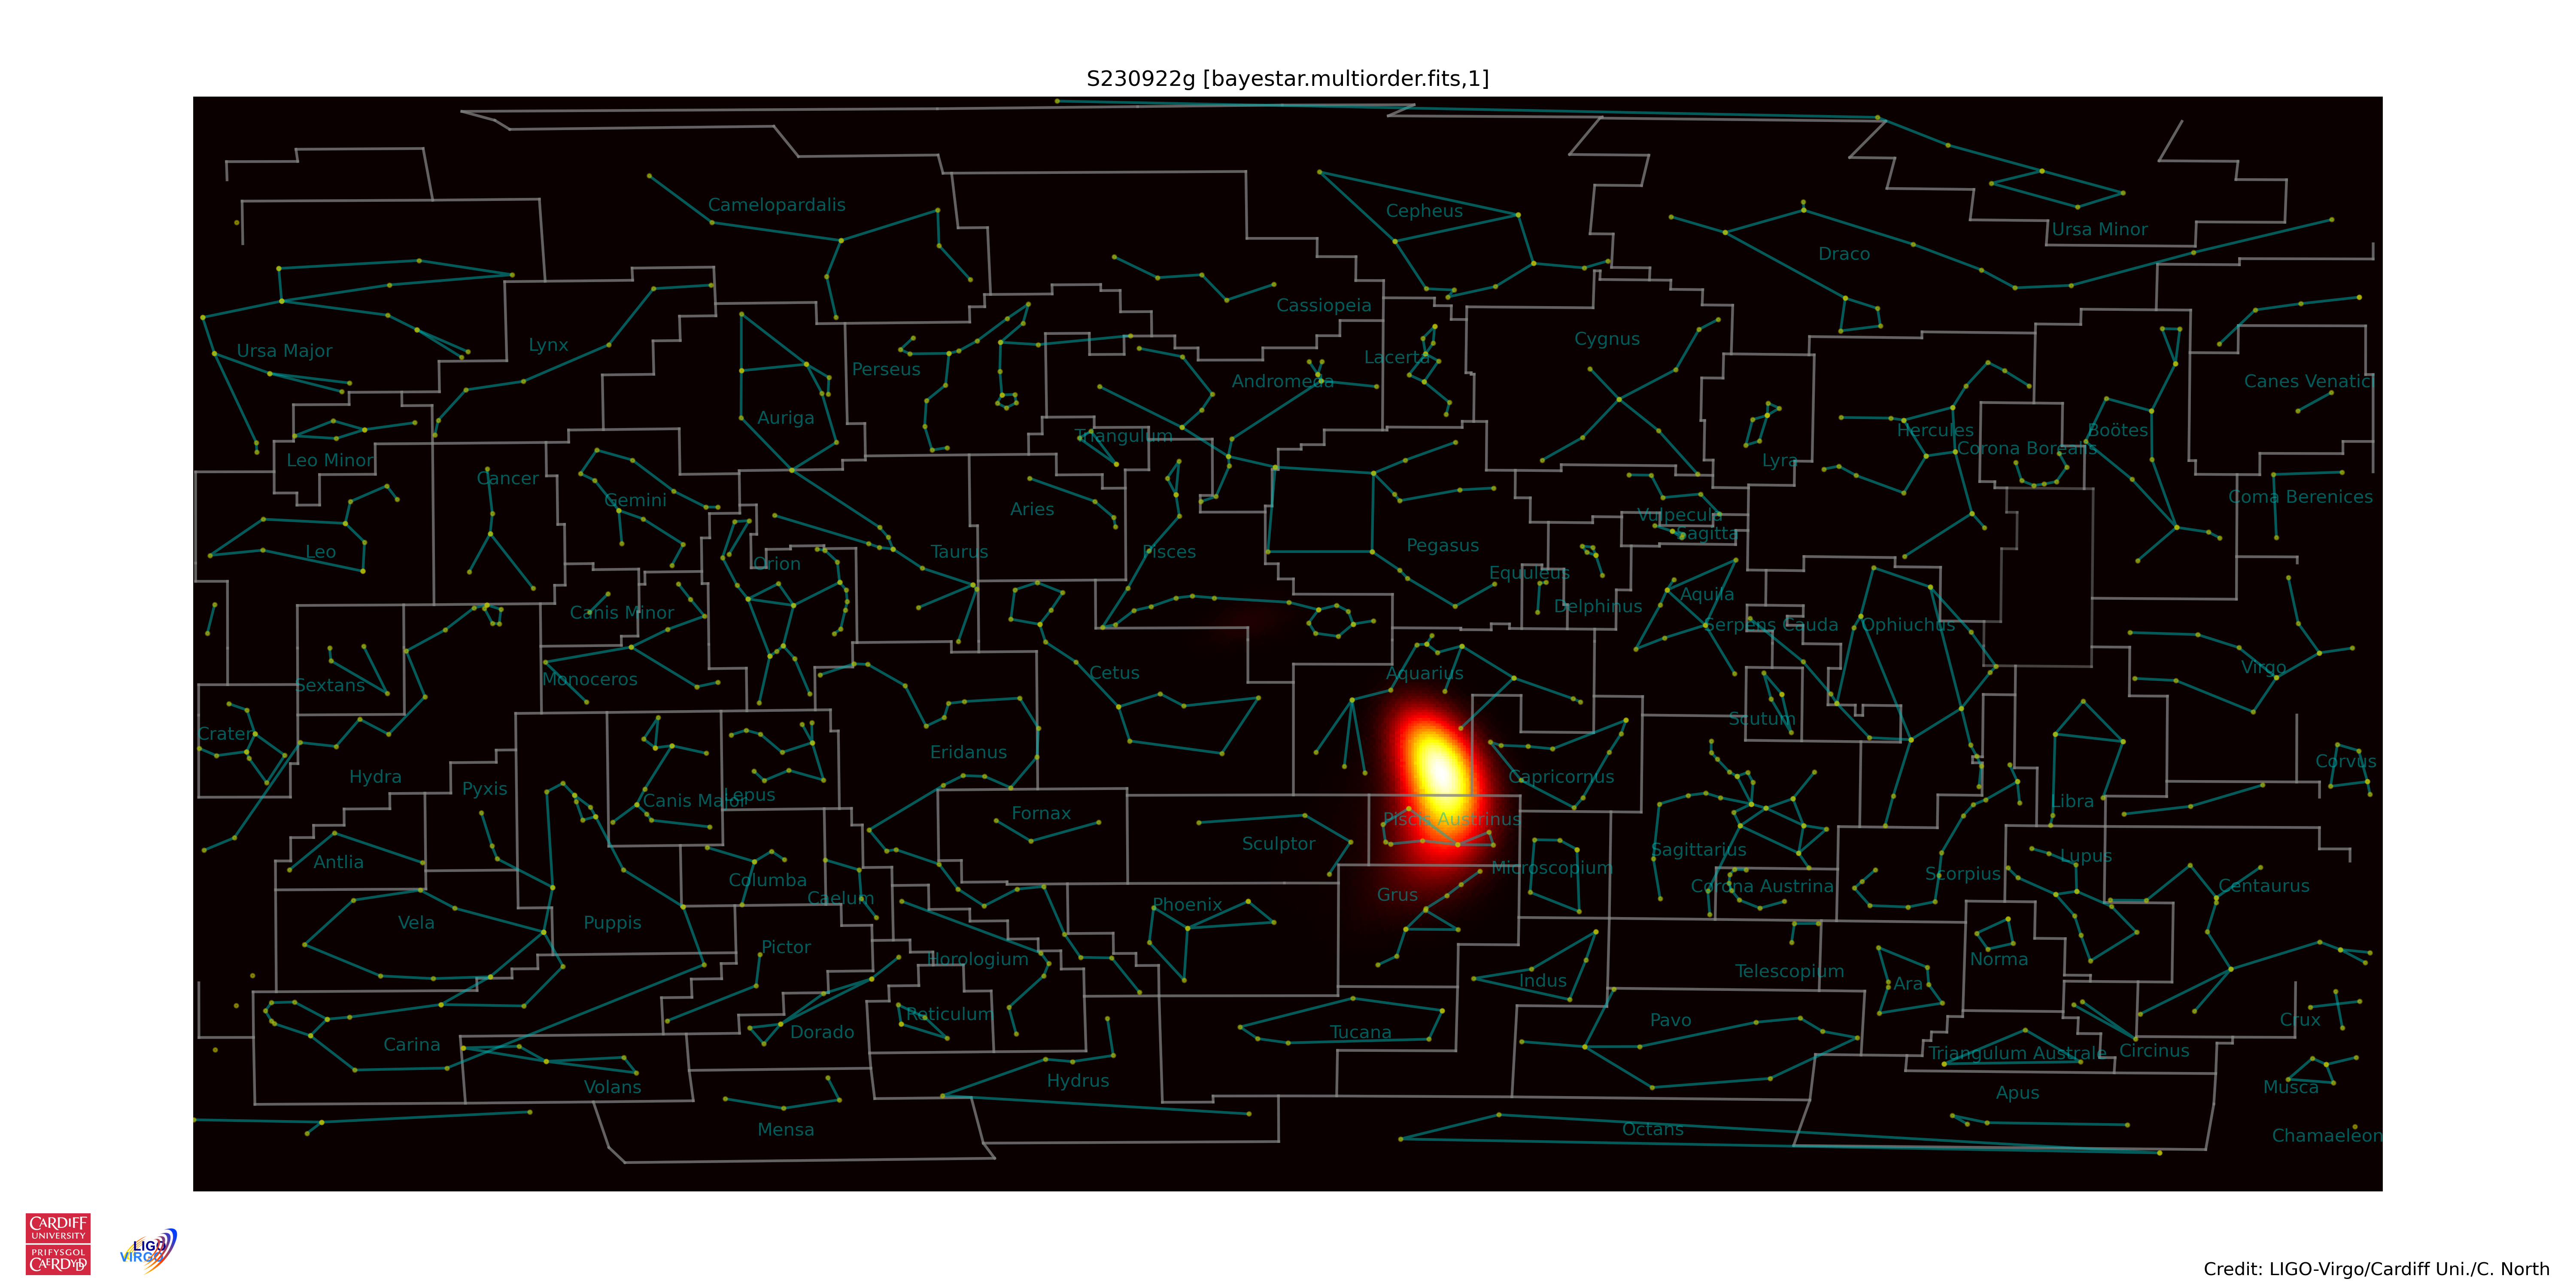 S230922g [bayestar.multiorder.fits,1]
Camelopardalis
Cepheus
Ursa Minor
Draco
Cassiopeia
Cygnus
Ursa Major
Lynx
Lacerta
Perseus
Andromeda
Canes Venatici
Auriga
Triangulum
Hercules
Boötes
Corona Borealis
Leo Minor
Lyra
Cancer
Gemini
Coma Berenices
Aries
Vulpecula
Sagitta
Pegasus
Leo
Taurus
Pisces
Orion
Equuleus
Aquila
Delphinus
Canis Minor
Serpens Cauda
Ophiuchus
Virgo
Cetus
Aquarius
Monoceros
Sextans
Scutum
Crater
Eridanus
Corvus
Hydra
Capricornus
Pyxis
Lepus
Canis Major
Libra
Fornax
Piscis Austrinus
Sculptor
Sagittarius
Lupus
Antlia
Microscopium
Scorpius
Columba
Corona Austrina
Centaurus
Grus
Caelum
Phoenix
Vela
Puppis
Pictor
Horologium
Norma
Telescopium
Indus
Ara
Reticulum
Pavo
Crux
Dorado
Tucana
Carina
Circinus
Triangulum Australe
Hydrus
Volans
Musca
Apus
Mensa
Octans
Chamaeleon
CARDIFF
UNIVERSITY
PRIFYSGOL
CAERDYDD
LIGO
VIRGO
Credit: LIGO-Virgo/Cardiff Uni./C. North